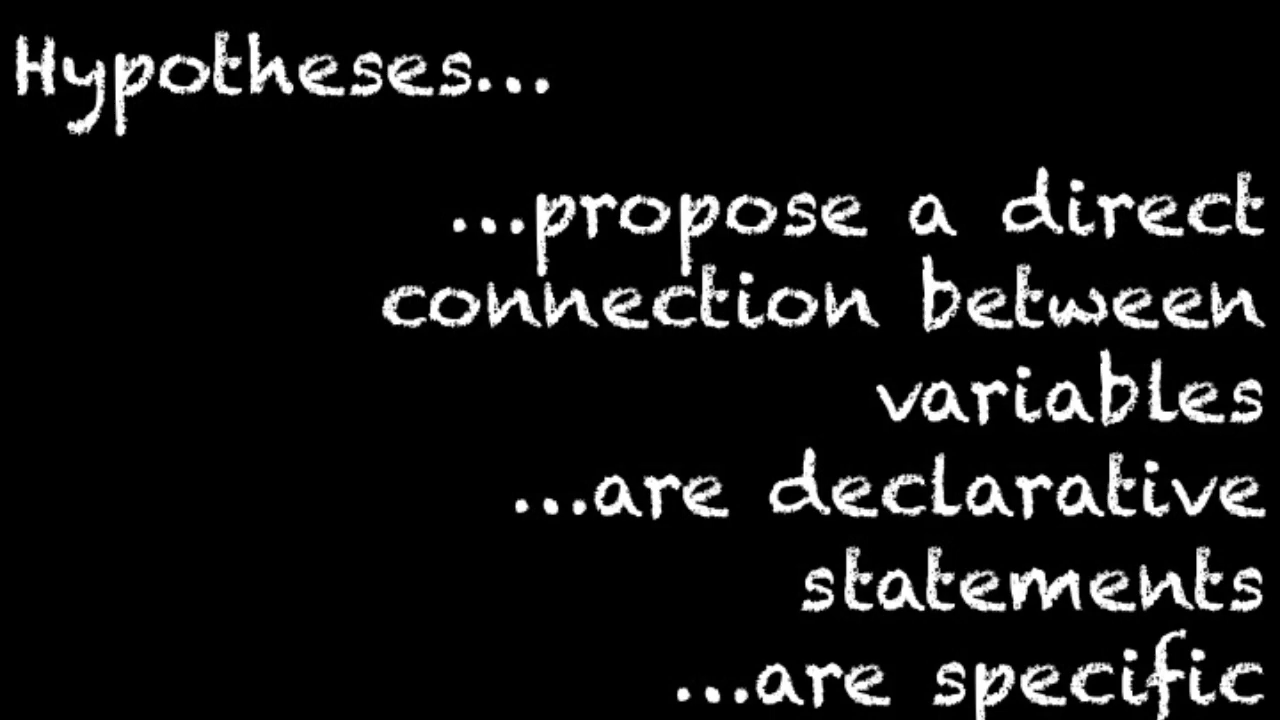 Hypotheses...
...propose a direct
connection between
variables
...are declarative
statements
...are specific